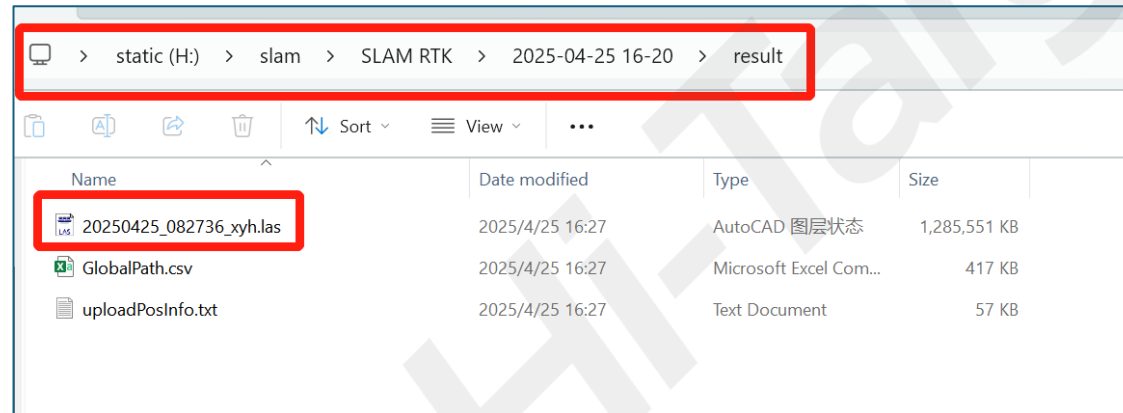 > static (H:) > slam > SLAM RTK > 2025-04-25 16-20 > result
Sort View ...
Name Date modified Type Size
20250425_082736_xyh.las 2025/4/25 16:27 AutoCAD 图层状态 1,285,551 KB
GlobalPath.csv 2025/4/25 16:27 Microsoft Excel Com... 417 KB
uploadPosInfo.txt 2025/4/25 16:27 Text Document 57 KB
Hi-Targ